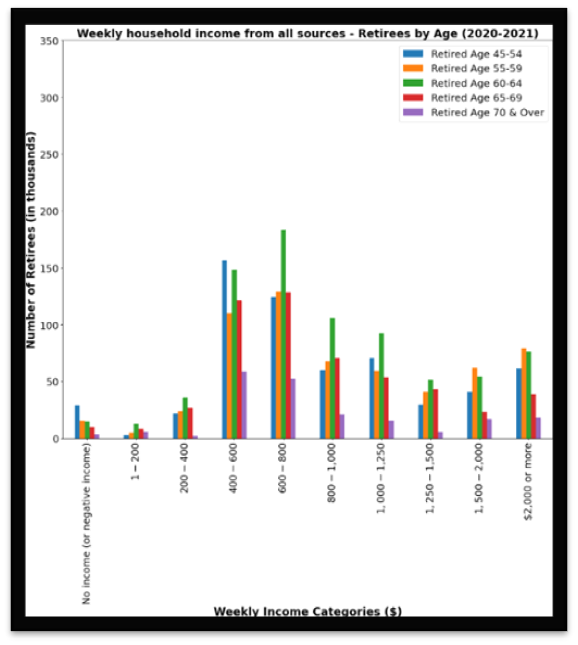 Weekly household income from all sources - Retirees by Age (2020-2021)
350
300
250
200
150
100
50
0
Number of Retirees (in thousands)
Retired Age 45-54
Retired Age 55-59
Retired Age 60-64
Retired Age 65-69
Retired Age 70 & Over
No income (or negative income)
1 − 200
200 − 400
400 − 600
600 − 800
800 − 1,000
1, 000 − 1,250
1, 250 − 1,500
1, 500 − 2,000
$2,000 or more
Weekly Income Categories ($)